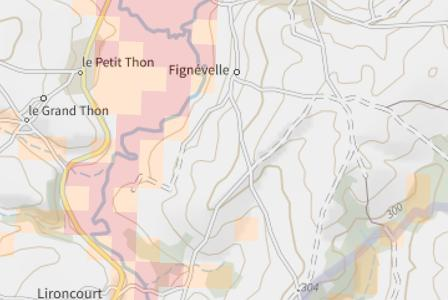 le Petit Thon
Fignévelle
le Grand Thon
300
304
Lironcourt